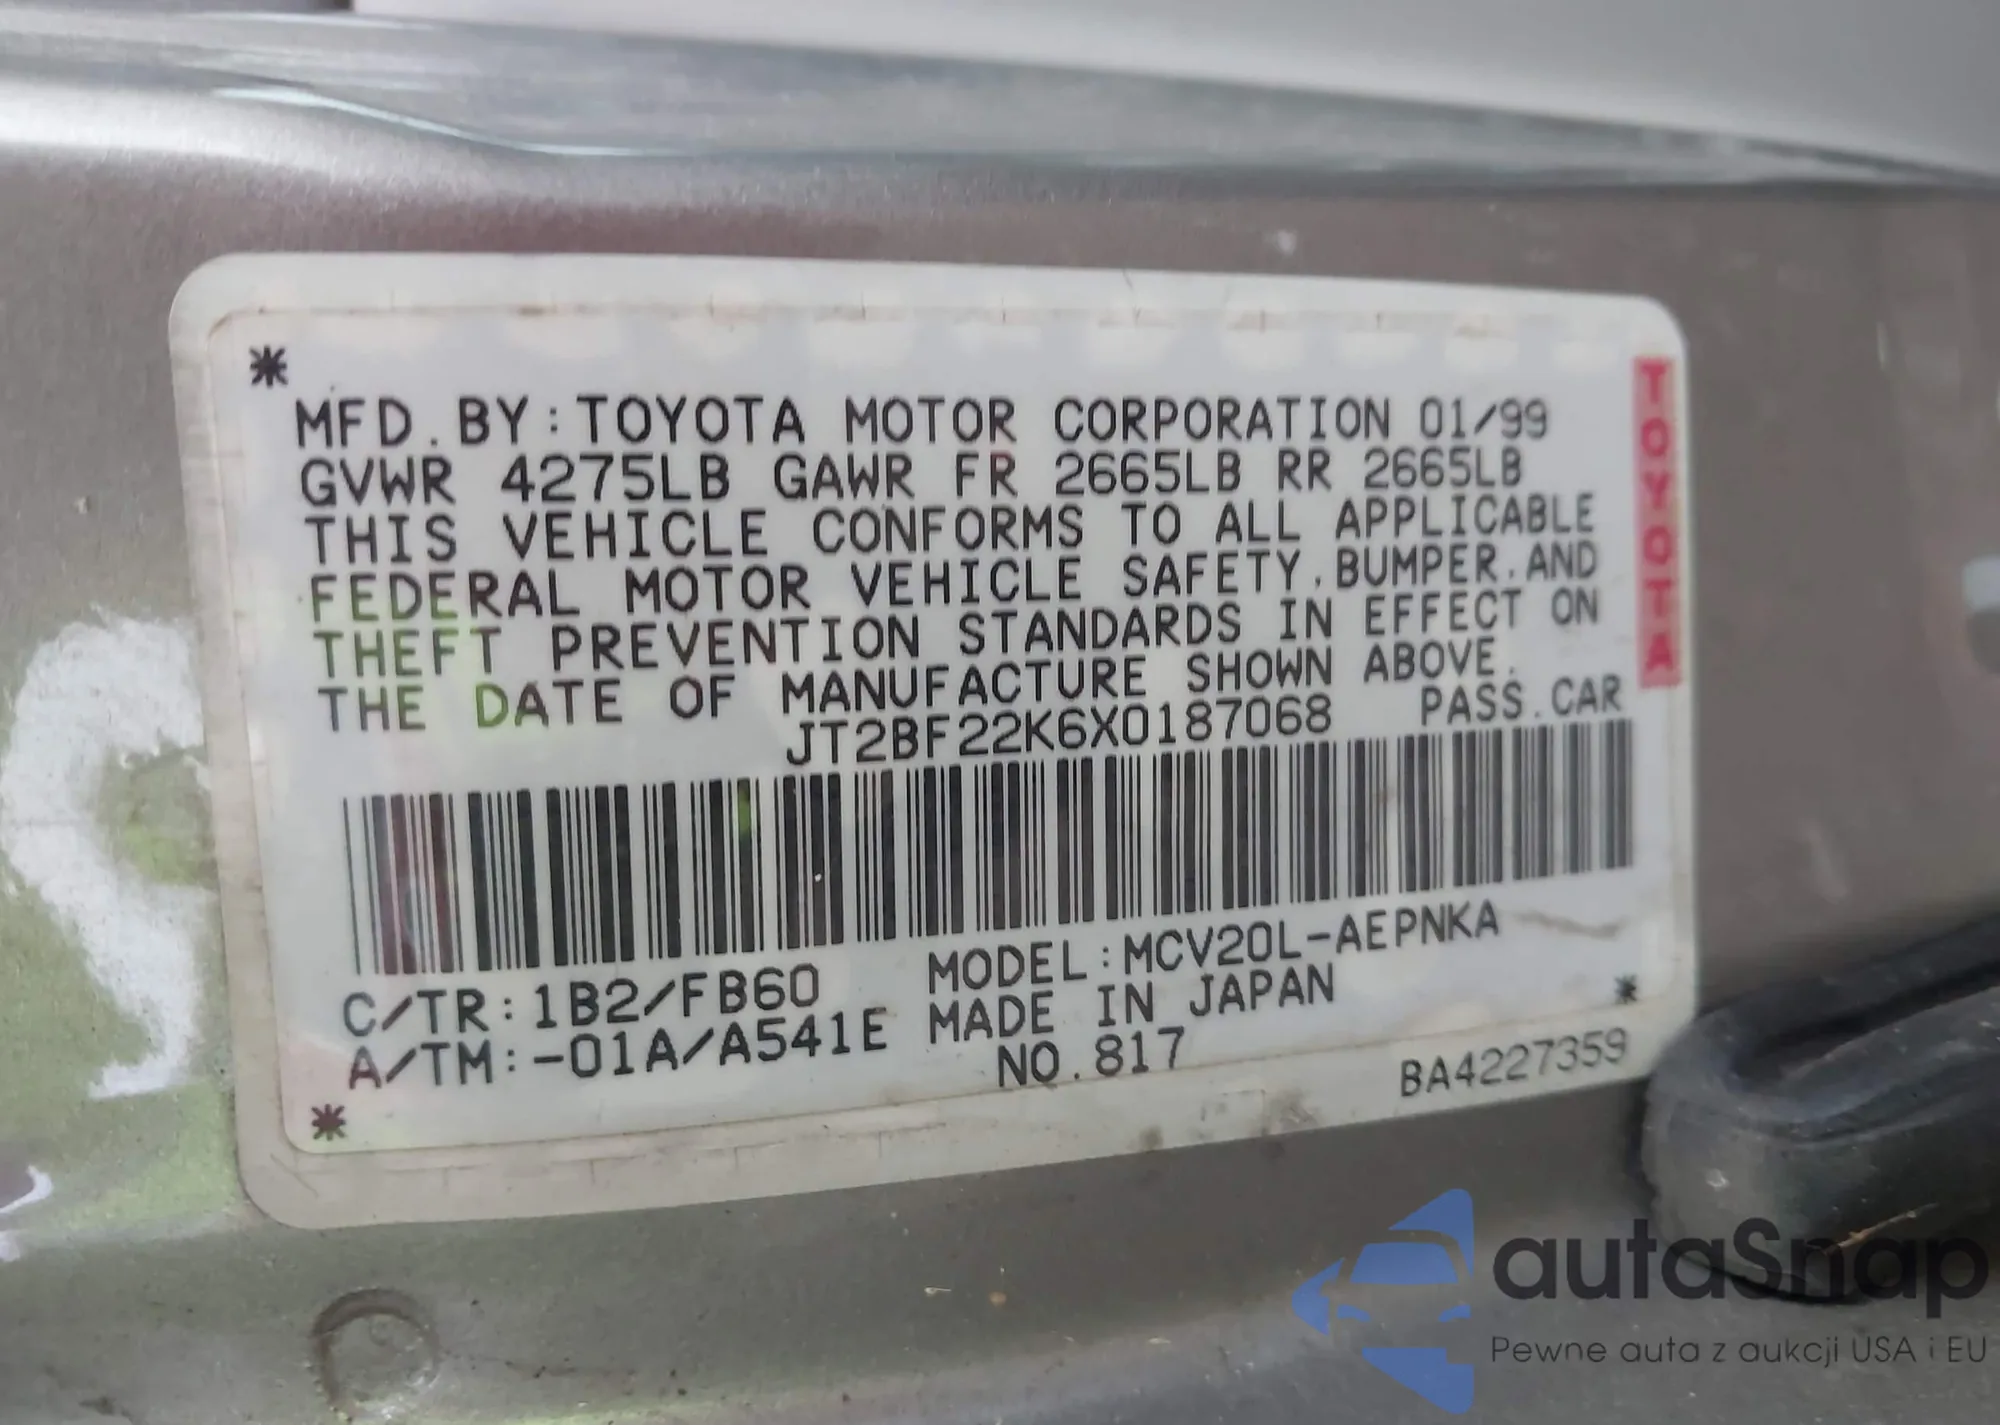 MFD. BY: TOYOTA MOTOR CORPORATION 01/99
GVWR 4275LB GAWR FR 2665LB RR 2665LB
THIS VEHICLE CONFORMS TO ALL APPLICABLE
FEDERAL MOTOR VEHICLE SAFETY, BUMPER, AND
THEFT PREVENTION STANDARDS IN EFFECT ON
THE DATE OF MANUFACTURE SHOWN ABOVE.
JT2BF22K6X0187068 PASS. CAR
TOYOTA
C/TR: 1B2/FB60 MODEL: MCV20L-AEPNKA
A/TM: -01A/A541E MADE IN JAPAN
NO. 817
BA4227359
autaSnap
Pewne auta z aukcji USA i EU